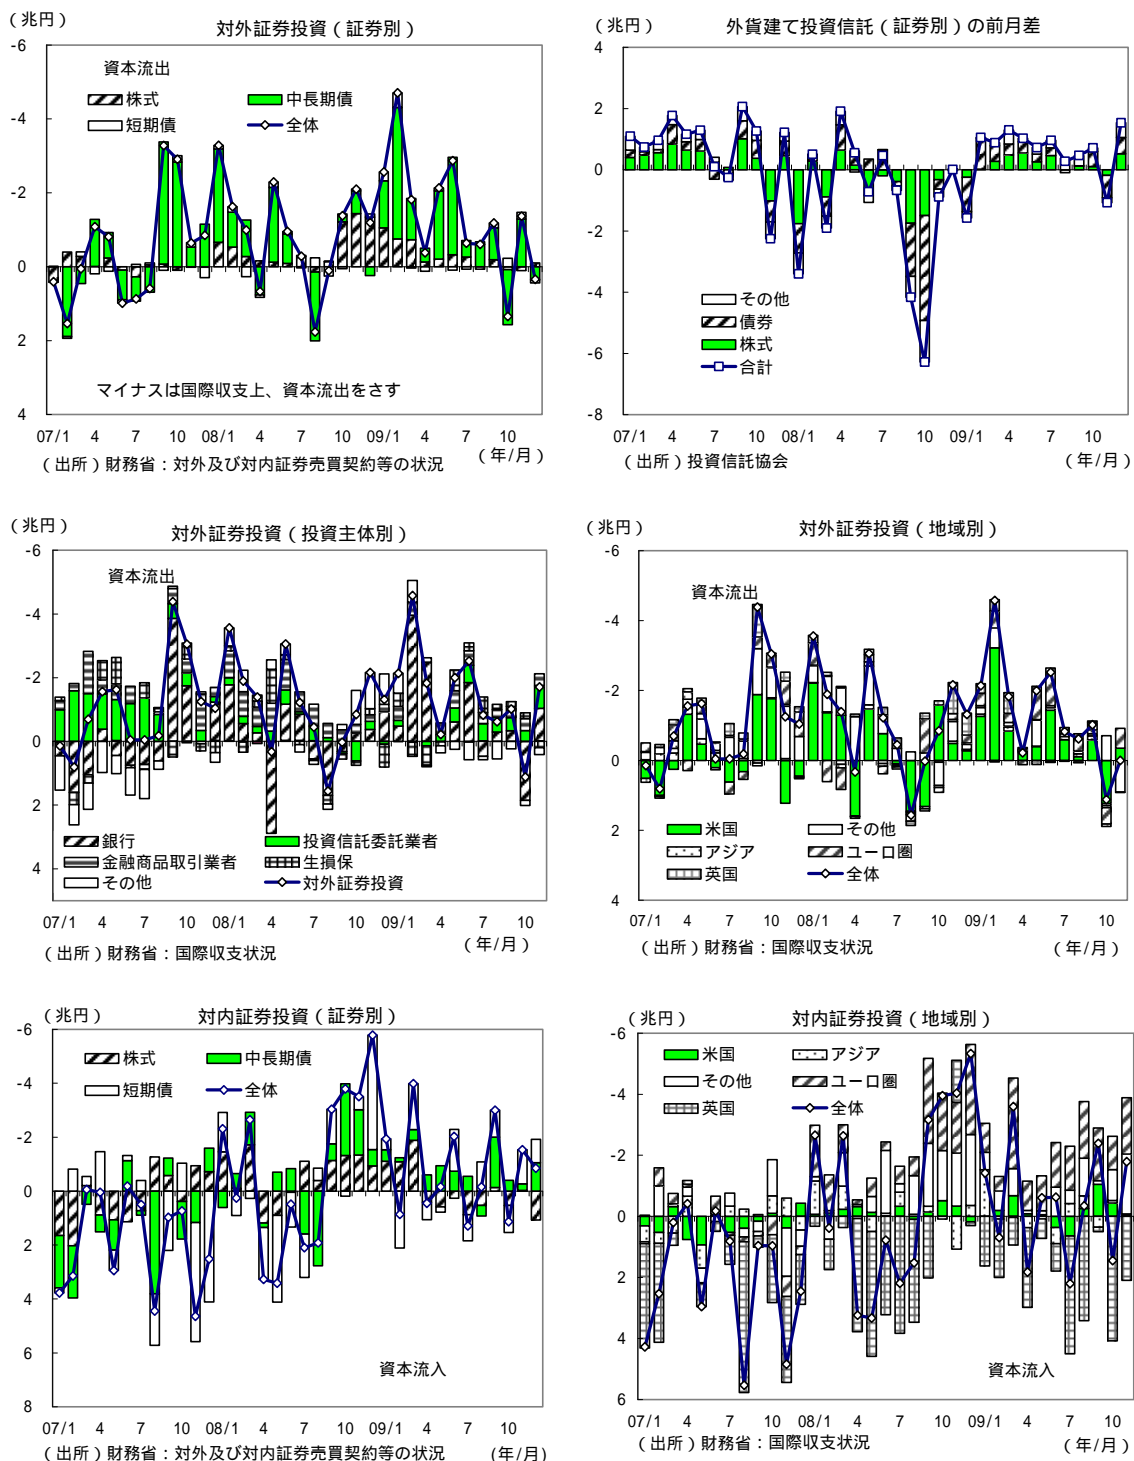 (兆円)
対外証券投資(証券別)
-6
-4
-2
0
2
4
資本流出
株式
中長期債
短期債
全体
マイナスは国際収支上、資本流出をさす
07/1 4 7 10 08/1 4 7 10 09/1 4 7 10
(年/月)
(出所)財務省:対外及び対内証券売買契約等の状況
(兆円)
外貨建て投資信託(証券別)の前月差
4
2
0
-2
-4
-6
-8
その他
債券
株式
合計
07/1 4 7 10 08/1 4 7 10 09/1 4 7 10
(年/月)
(出所)投資信託協会
(兆円)
対外証券投資(投資主体別)
-6
-4
-2
0
2
4
資本流出
銀行
投資信託委託業者
金融商品取引業者
生損保
その他
対外証券投資
07/1 4 7 10 08/1 4 7 10 09/1 4 7 10
(年/月)
(出所)財務省:国際収支状況
(兆円)
対外証券投資(地域別)
-6
-4
-2
0
2
4
資本流出
米国
その他
アジア
ユーロ圏
英国
全体
07/1 4 7 10 08/1 4 7 10 09/1 4 7 10
(年/月)
(出所)財務省:国際収支状況
(兆円)
対内証券投資(証券別)
-6
-4
-2
0
2
4
6
8
株式
中長期債
短期債
全体
資本流入
07/1 4 7 10 08/1 4 7 10 09/1 4 7 10
(出所)財務省:対外及び対内証券売買契約等の状況
(年/月)
(兆円)
対内証券投資(地域別)
-6
-4
-2
0
2
4
6
米国
アジア
その他
ユーロ圏
英国
全体
資本流入
07/1 4 7 10 08/1 4 7 10 09/1 4 7 10
(出所)財務省:国際収支状況
(年/月)